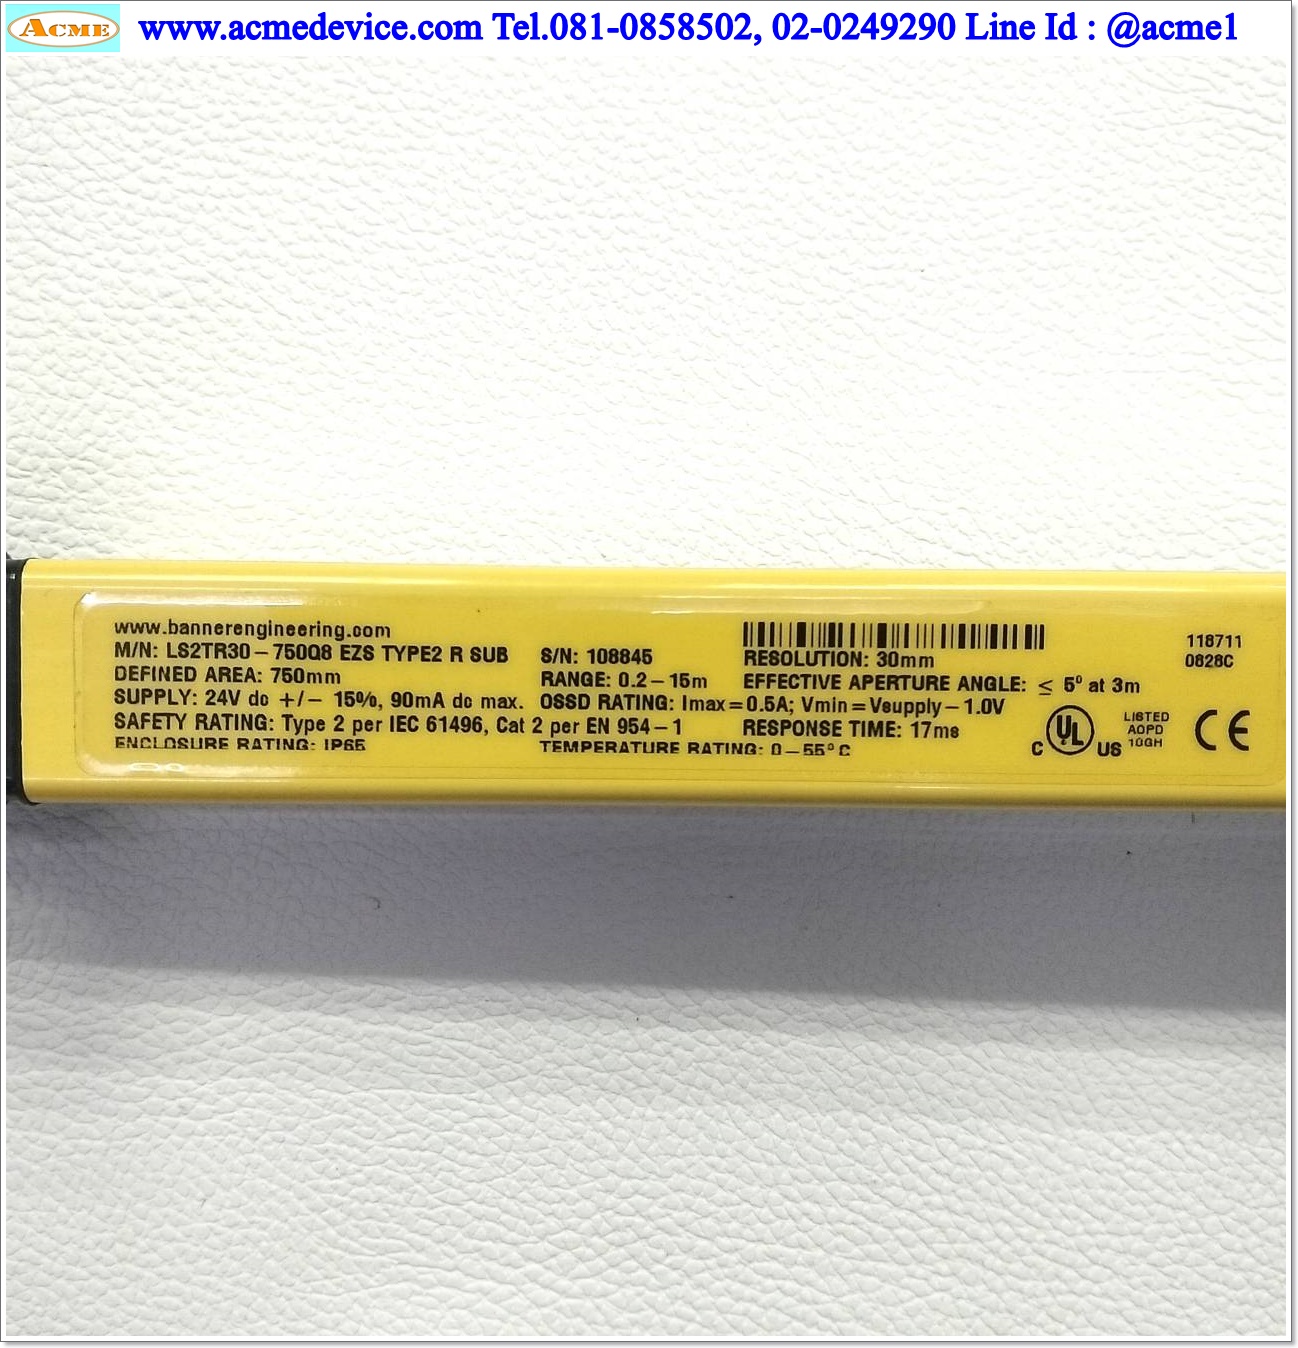 ACME www.acmedevice.com Tel.081-0858502, 02-0249290 Line Id : @acme1
www.bannerengineering.com
M/N: LS2TR30-750Q8 EZS TYPE2 R SUB
DEFINED AREA: 750mm
SUPPLY: 24V dc +/- 15%, 90mA dc max.
SAFETY RATING: Type 2 per IEC 61496, Cat 2 per EN 954-1
ENCLOSURE RATING: IP65
S/N: 108845
RANGE: 0.2-15m
OSSD RATING: Imax=0.5A; Vmin=Vsupply-1.0V
TEMPERATURE RATING: 0-55°C
RESOLUTION: 30mm
EFFECTIVE APERTURE ANGLE: ≤ 5° at 3m
RESPONSE TIME: 17ms
118711
0828C
C UL US
LISTED
AOPD
10GH
CE